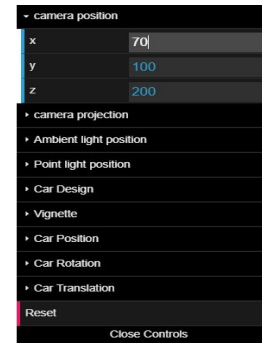 camera position
x 70
y 100
z 200
camera projection
Ambient light position
Point light position
Car Design
Vignette
Car Position
Car Rotation
Car Translation
Reset
Close Controls